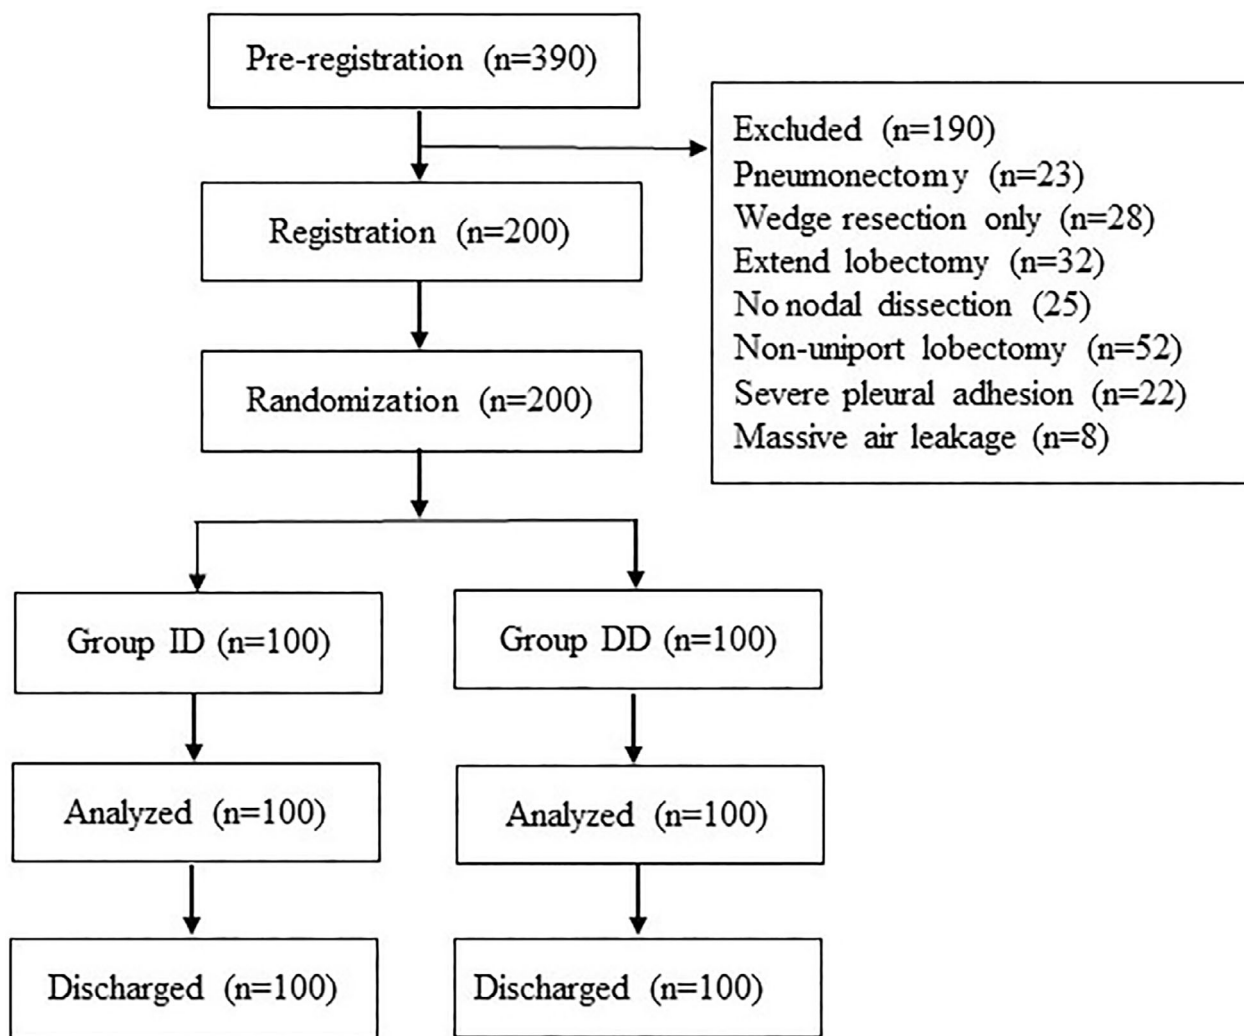 Pre-registration (n=390)
Excluded (n=190)
Pneumonectomy (n=23)
Wedge resection only (n=28)
Extend lobectomy (n=32)
No nodal dissection (25)
Non-uniport lobectomy (n=52)
Severe pleural adhesion (n=22)
Massive air leakage (n=8)
Registration (n=200)
Randomization (n=200)
Group ID (n=100)
Group DD (n=100)
Analyzed (n=100)
Analyzed (n=100)
Discharged (n=100)
Discharged (n=100)